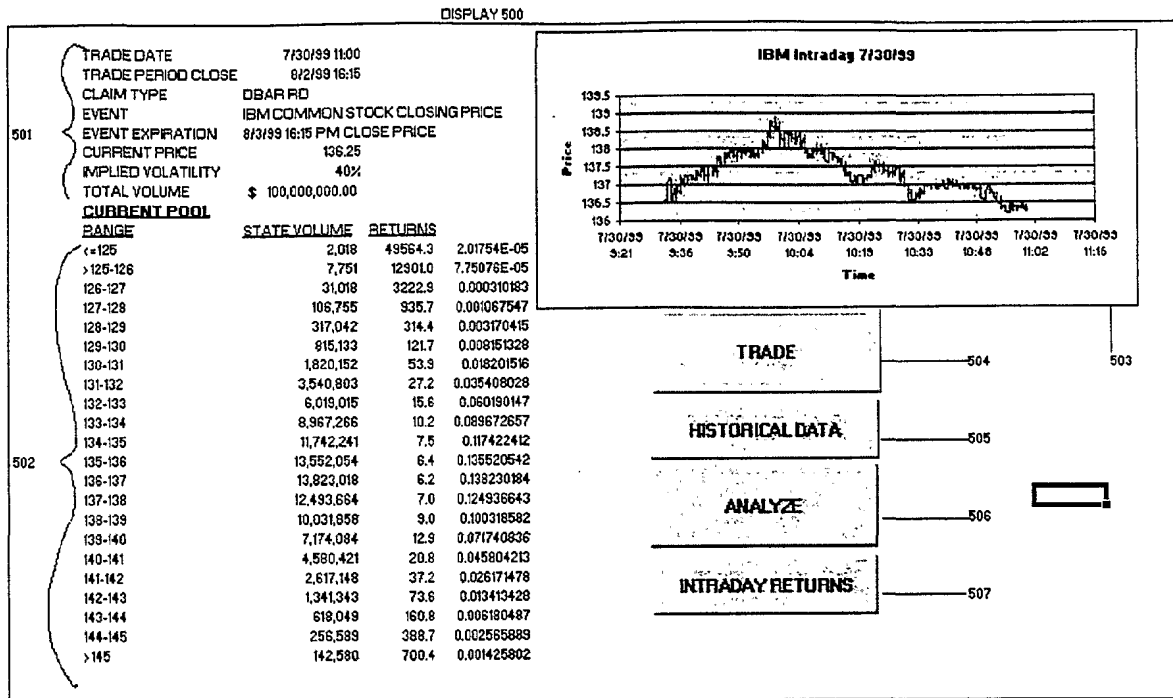 DISPLAY 500
TRADE DATE 7/30/99 11:00
TRADE PERIOD CLOSE 8/2/99 16:15
CLAIM TYPE DBAR RD
EVENT IBM COMMON STOCK CLOSING PRICE
501 EVENT EXPIRATION 8/3/99 16:15 PM CLOSE PRICE
CURRENT PRICE 136.25
IMPLIED VOLATILITY 40%
TOTAL VOLUME $ 100,000,000.00
CURRENT POOL
RANGE STATE VOLUME RETURNS
<=125 2,018 49564.3 2.01754E-05
>125-126 7,751 12901.0 7.75076E-05
126-127 31,018 3222.9 0.000310183
127-128 106,755 935.7 0.001067547
128-129 317,042 314.4 0.003170415
129-130 815,133 121.7 0.008151328
130-131 1,820,152 53.9 0.018201516
131-132 3,540,803 27.2 0.035408028
132-133 6,019,015 15.6 0.060190147
133-134 8,967,266 10.2 0.089672657
134-135 11,742,241 7.5 0.117422412
502 135-136 13,552,054 6.4 0.135520542
136-137 13,823,018 6.2 0.138230184
137-138 12,493,664 7.0 0.124936643
138-139 10,031,858 9.0 0.100318582
139-140 7,174,084 12.9 0.071740836
140-141 4,580,421 20.8 0.045804213
141-142 2,617,148 37.2 0.026171478
142-143 1,341,343 73.6 0.013413428
143-144 618,049 160.8 0.006180487
144-145 256,589 388.7 0.002565889
>145 142,580 700.4 0.001425802
IBM Intraday 7/30/99
139.5
139
138.5
138
137.5
137
136.5
136
Price
7/30/99 7/30/99 7/30/99 7/30/99 7/30/99 7/30/99 7/30/99 7/30/99 7/30/99
9:21 9:36 9:50 10:04 10:19 10:33 10:48 11:02 11:16
Time
TRADE 504 503
HISTORICAL DATA 505
ANALYZE 506
INTRADAY RETURNS 507